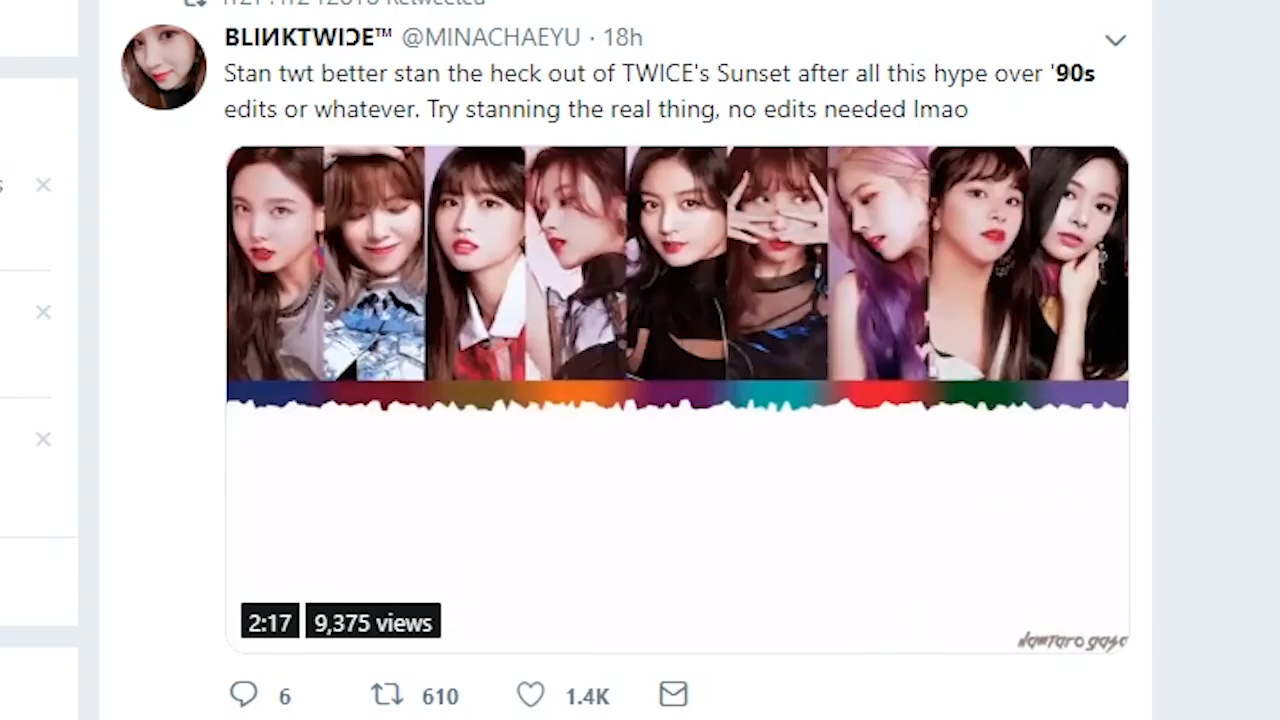 BLIИKTWIƆE™ @MINACHAEYU · 18h
Stan twt better stan the heck out of TWICE's Sunset after all this hype over '90s
edits or whatever. Try stanning the real thing, no edits needed lmao
2:17 9,375 views
6 610 1.4K